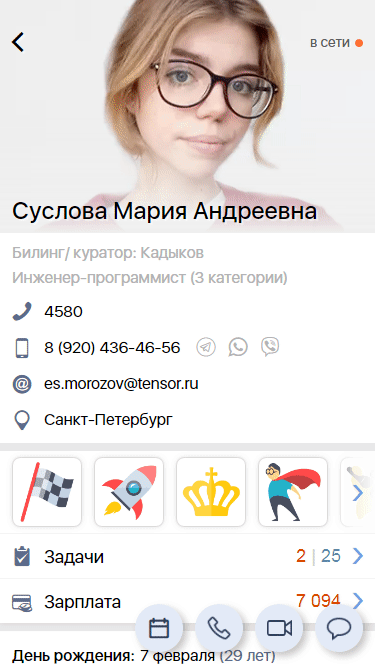 в сети
Суслова Мария Андреевна
Билинг/ куратор: Кадыков
Инженер-программист (3 категории)
4580
8 (920) 436-46-56
es.morozov@tensor.ru
Санкт-Петербург
Задачи 2 | 25
Зарплата 7 094
День рождения: 7 февраля (29 лет)